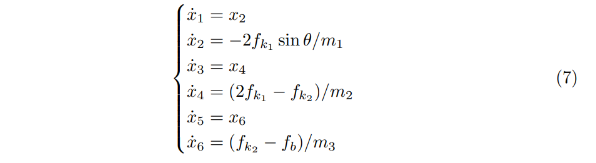 ẋ₁ = x₂
ẋ₂ = −2f_{k₁} sin θ/m₁
ẋ₃ = x₄
ẋ₄ = (2f_{k₁} − f_{k₂})/m₂
ẋ₅ = x₆
ẋ₆ = (f_{k₂} − f_b)/m₃
(7)